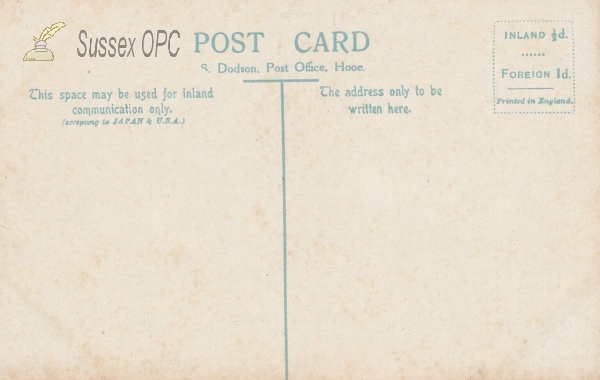 Sussex OPC
POST CARD
S. Dodson, Post Office, Hooe.
This space may be used for inland
communication only.
(excepting to JAPAN & U.S.A.)
The address only to be
written here.
INLAND ½d.
FOREIGN 1d.
Printed in England.